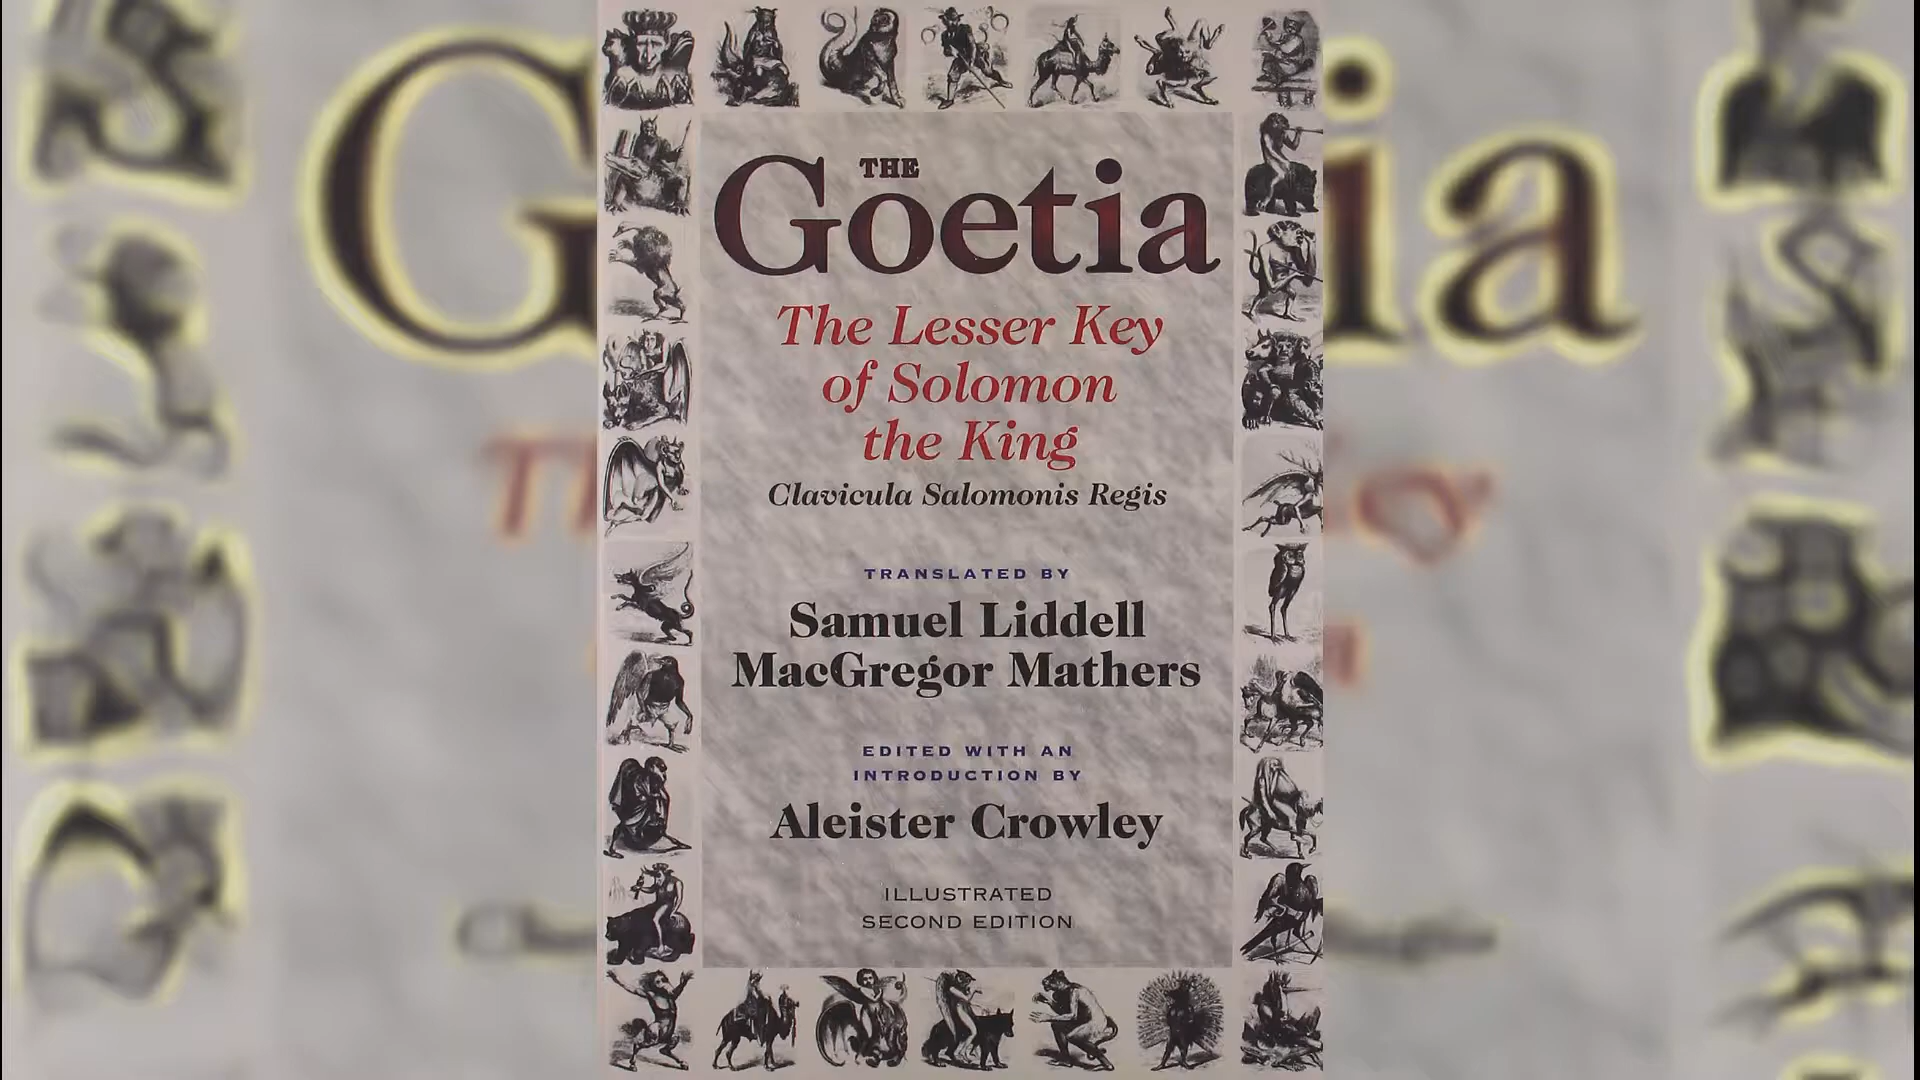 THE
Goetia
The Lesser Key
of Solomon
the King
Clavicula Salomonis Regis
TRANSLATED BY
Samuel Liddell
MacGregor Mathers
EDITED WITH AN
INTRODUCTION BY
Aleister Crowley
ILLUSTRATED
SECOND EDITION